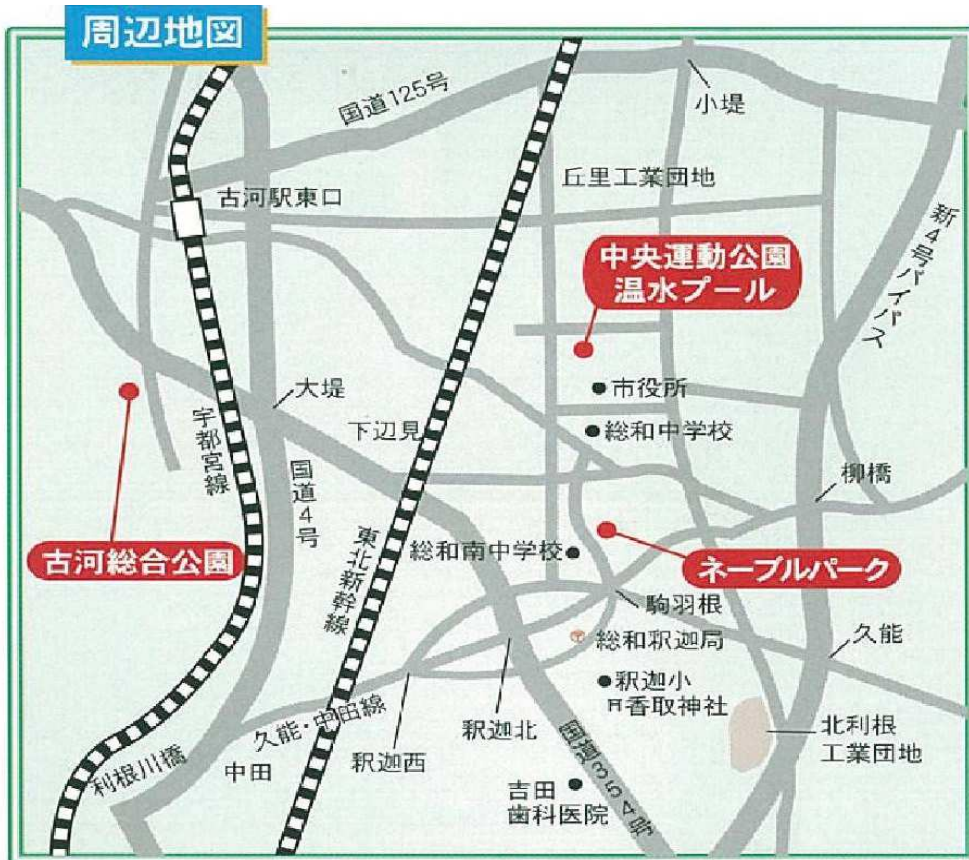 周辺地図
国道125号
小堤
丘里工業団地
古河駅東口
新4号バイパス
中央運動公園
温水プール
大堤
市役所
下辺見
総和中学校
宇都宮線
国道4号
柳橋
古河総合公園
東北新幹線
総和南中学校
ネーブルパーク
駒羽根
総和釈迦局
久能
釈迦小
香取神社
久能・中田線
釈迦北
釈迦西
国道354号
北利根
工業団地
利根川橋
中田
吉田
歯科医院